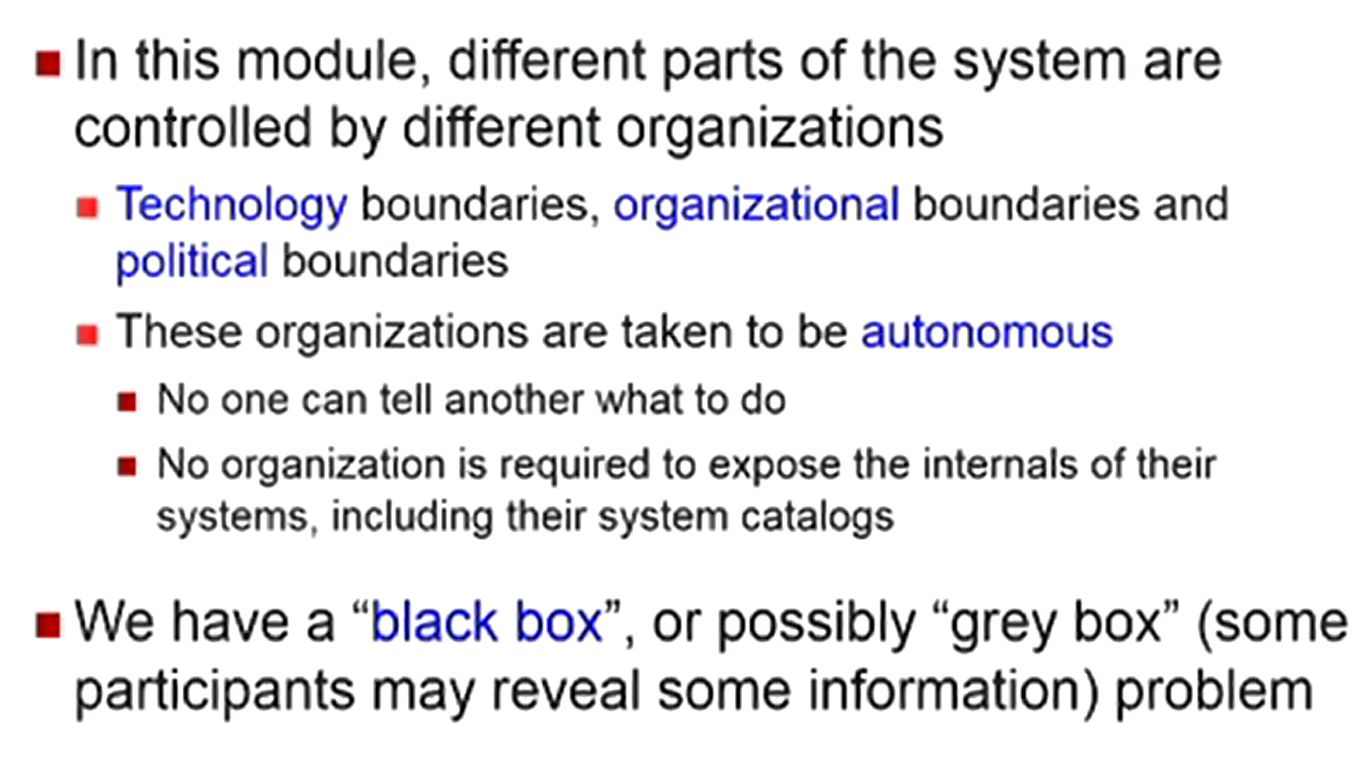 In this module, different parts of the system are
controlled by different organizations
Technology boundaries, organizational boundaries and
political boundaries
These organizations are taken to be autonomous
No one can tell another what to do
No organization is required to expose the internals of their
systems, including their system catalogs
We have a “black box”, or possibly “grey box” (some
participants may reveal some information) problem